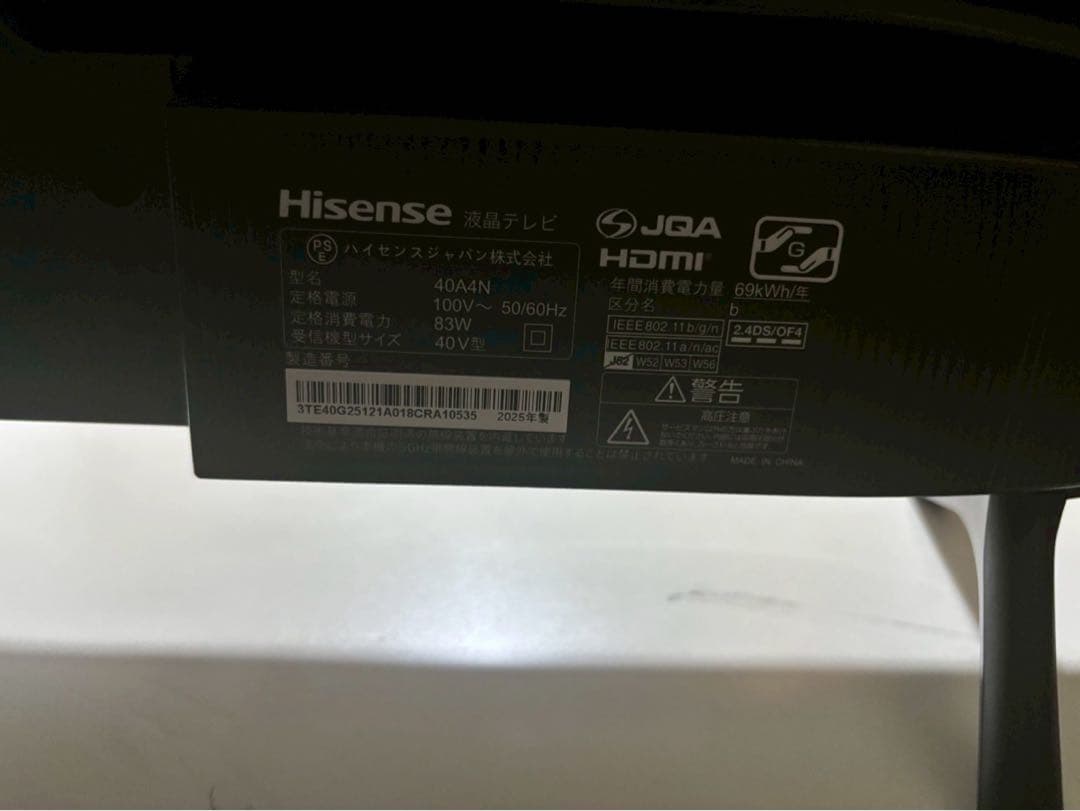 Hisense 液晶テレビ
PSE ハイセンスジャパン株式会社
型名 40A4N
定格電源 100V～ 50/60Hz
定格消費電力 83W
受信機型サイズ 40V型
製造番号
3TE40G25121A018CRA10535 2025年製
JQA
HDMI
G
年間消費電力量 69kWh/年
区分名 b
IEEE802.11b/g/n
2.4DS/OF4
IEEE802.11a/n/ac
J52 W52 W53 W56
警告
高圧注意
MADE IN CHINA